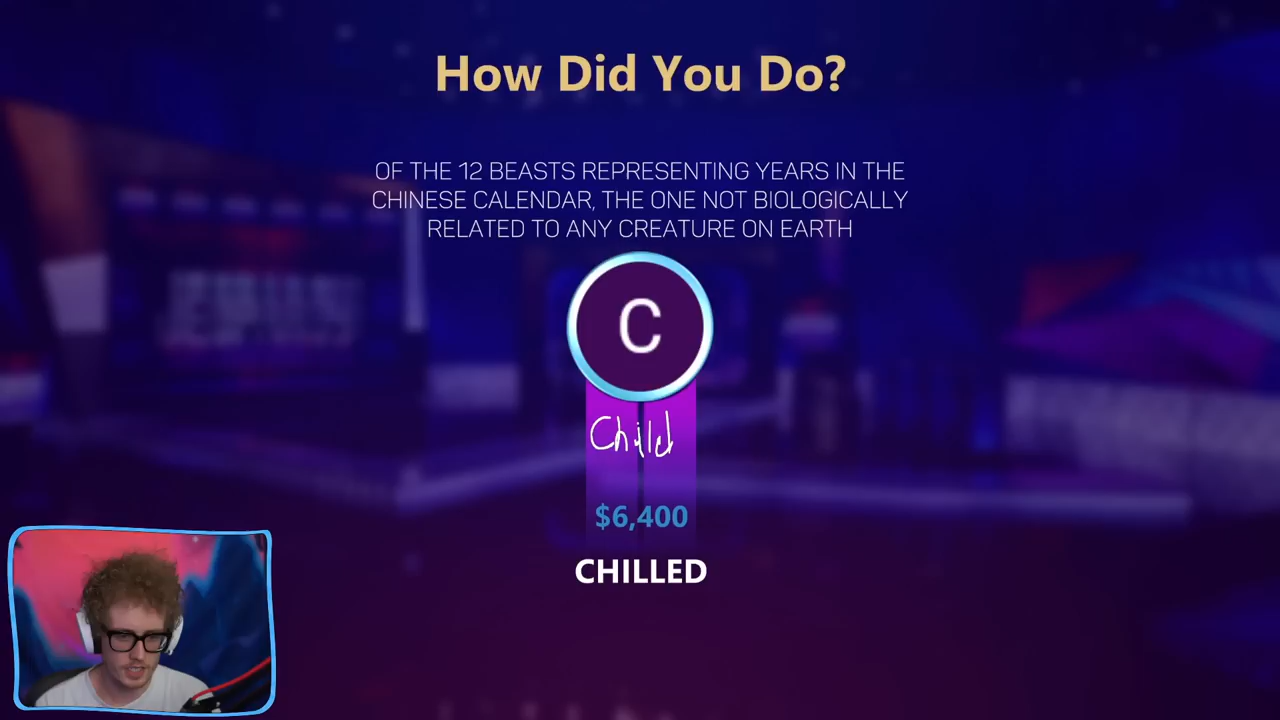 How Did You Do?
OF THE 12 BEASTS REPRESENTING YEARS IN THE
CHINESE CALENDAR, THE ONE NOT BIOLOGICALLY
RELATED TO ANY CREATURE ON EARTH
C
Child
$6,400
CHILLED